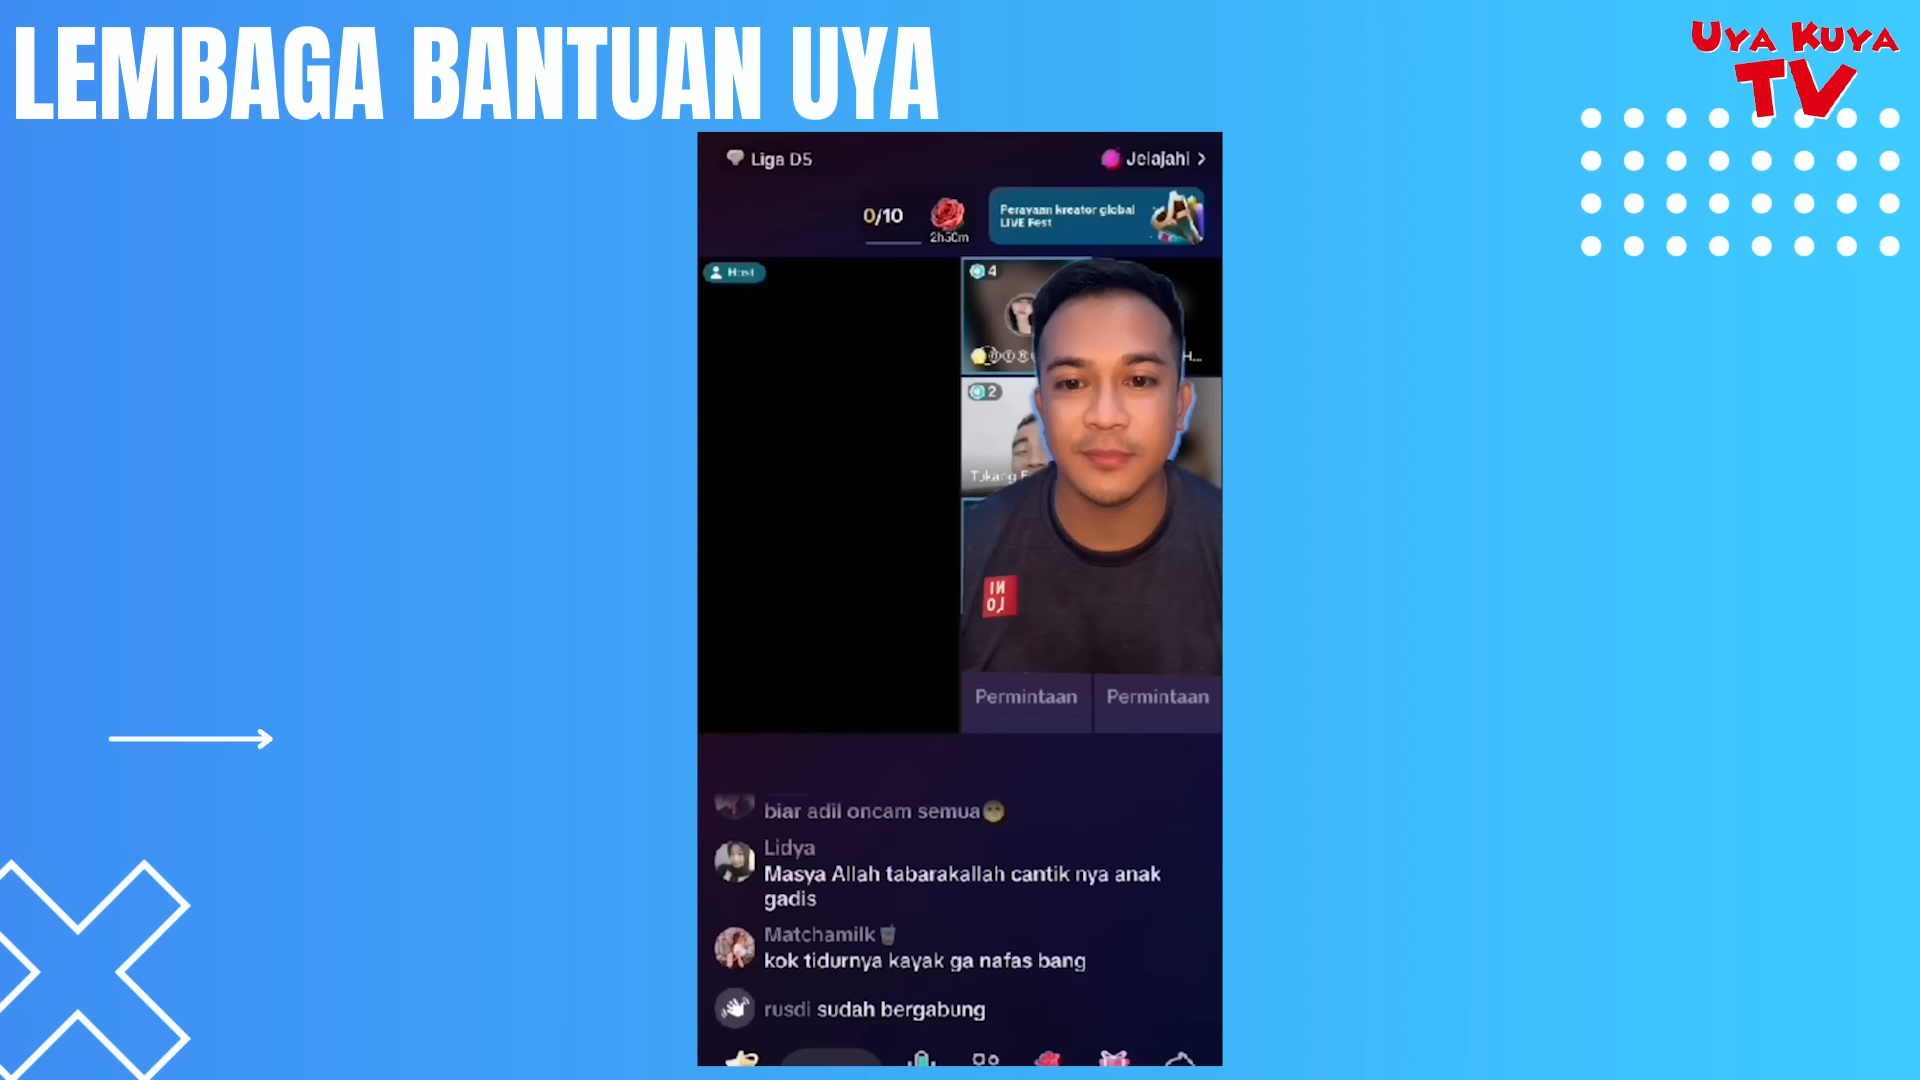 LEMBAGA BANTUAN UYA
UYA KUYA
TV
Liga D5
Jelajahi >
0/10
2h50m
Perayaan kreator global
LIVE Fest
Host
4
H...
2
Tukang
Permintaan
Permintaan
biar adil oncam semua😁
Lidya
Masya Allah tabarakallah cantik nya anak
gadis
Matchamilk🧋
kok tidurnya kayak ga nafas bang
rusdi sudah bergabung